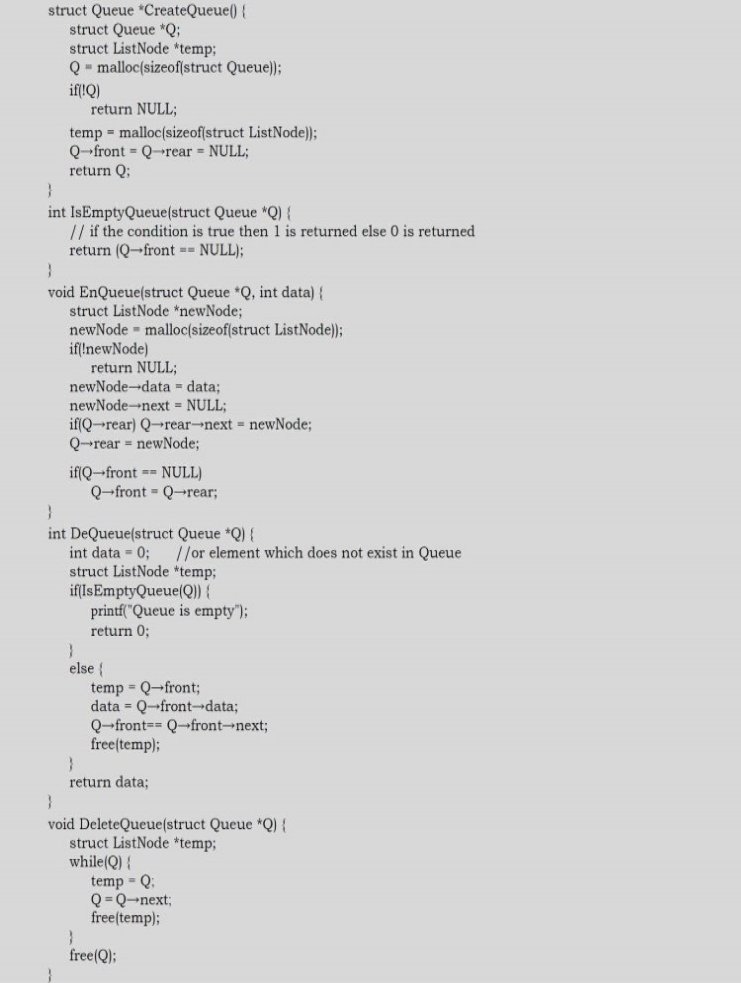 struct Queue *CreateQueue() {
struct Queue *Q;
struct ListNode *temp;
Q = malloc(sizeof(struct Queue));
if(!Q)
return NULL;
temp = malloc(sizeof(struct ListNode));
Q→front = Q→rear = NULL;
return Q;
}
int IsEmptyQueue(struct Queue *Q) {
// if the condition is true then 1 is returned else 0 is returned
return (Q→front == NULL);
}
void EnQueue(struct Queue *Q, int data) {
struct ListNode *newNode;
newNode = malloc(sizeof(struct ListNode));
if(!newNode)
return NULL;
newNode→data = data;
newNode→next = NULL;
if(Q→rear) Q→rear→next = newNode;
Q→rear = newNode;
if(Q→front == NULL)
Q→front = Q→rear;
}
int DeQueue(struct Queue *Q) {
int data = 0; //or element which does not exist in Queue
struct ListNode *temp;
if(IsEmptyQueue(Q)) {
printf("Queue is empty");
return 0;
}
else {
temp = Q→front;
data = Q→front→data;
Q→front== Q→front→next;
free(temp);
}
return data;
}
void DeleteQueue(struct Queue *Q) {
struct ListNode *temp;
while(Q) {
temp = Q;
Q = Q→next;
free(temp);
}
free(Q);
}